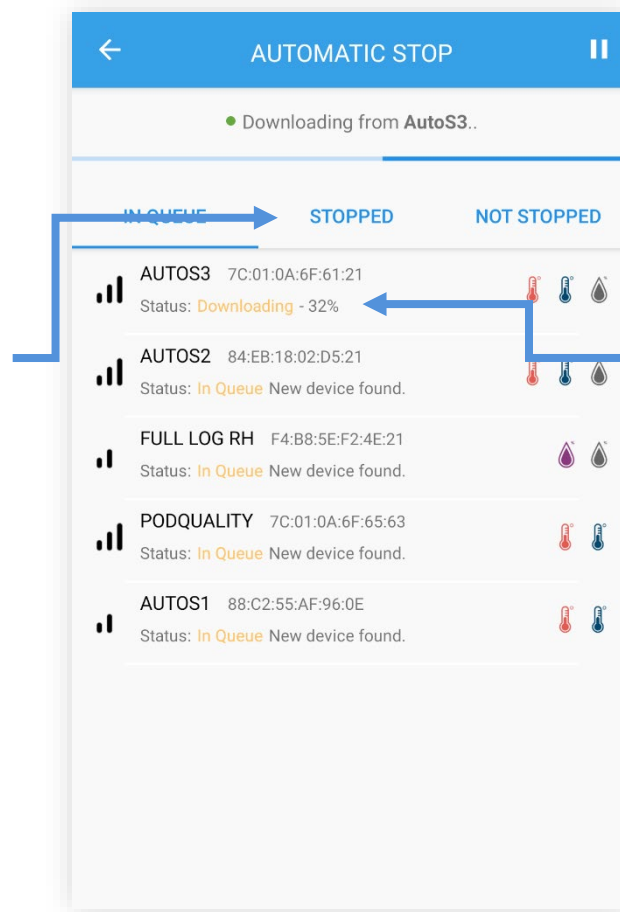 AUTOMATIC STOP
Downloading from AutoS3..
IN QUEUE STOPPED NOT STOPPED
AUTOS3 7C:01:0A:6F:61:21
Status: Downloading - 32%
AUTOS2 84:EB:18:02:D5:21
Status: In Queue New device found.
FULL LOG RH F4:B8:5E:F2:4E:21
Status: In Queue New device found.
PODQUALITY 7C:01:0A:6F:65:63
Status: In Queue New device found.
AUTOS1 88:C2:55:AF:96:0E
Status: In Queue New device found.